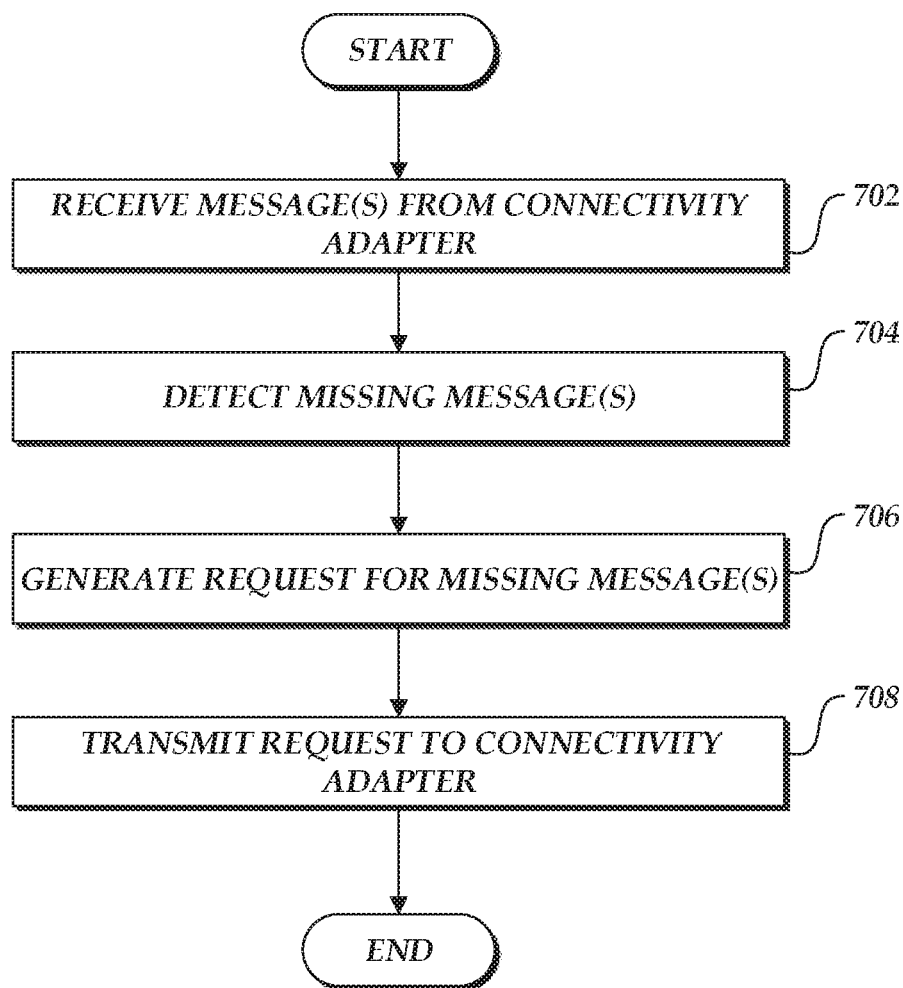 START
RECEIVE MESSAGE(S) FROM CONNECTIVITY
ADAPTER
702
DETECT MISSING MESSAGE(S)
704
GENERATE REQUEST FOR MISSING MESSAGE(S)
706
TRANSMIT REQUEST TO CONNECTIVITY
ADAPTER
708
END